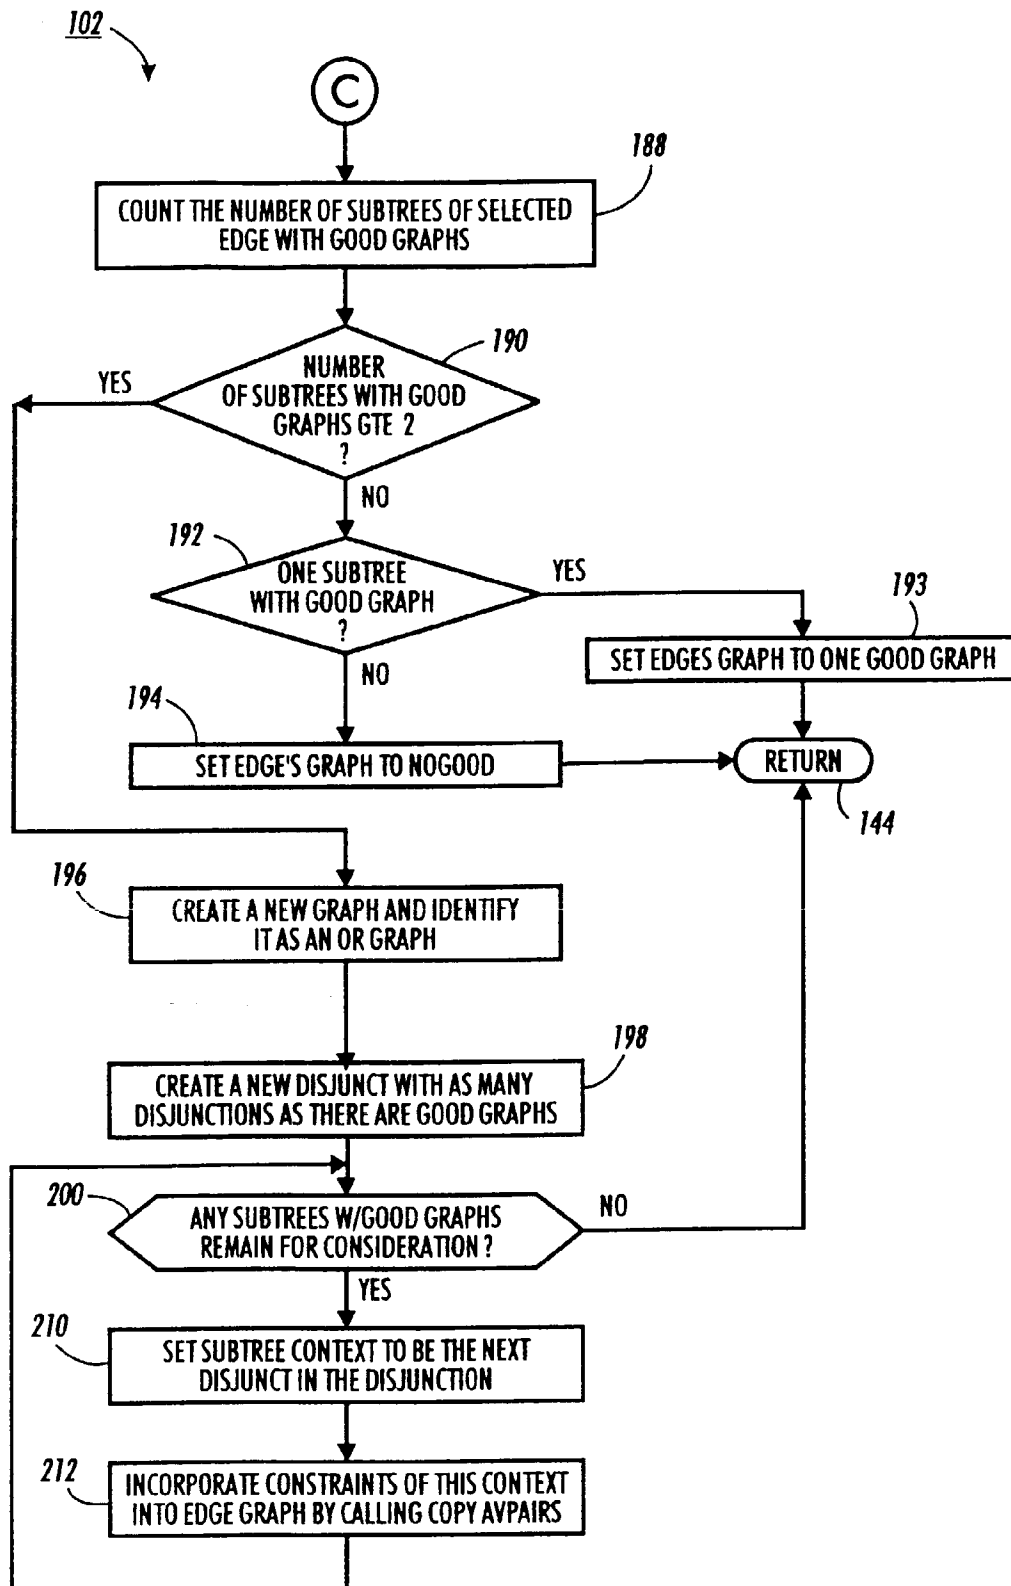 102
C
188
COUNT THE NUMBER OF SUBTREES OF SELECTED
EDGE WITH GOOD GRAPHS
190
NUMBER
OF SUBTREES WITH GOOD
GRAPHS GTE 2
?
YES
NO
192
ONE SUBTREE
WITH GOOD GRAPH
?
YES
193
SET EDGES GRAPH TO ONE GOOD GRAPH
NO
194
SET EDGE'S GRAPH TO NOGOOD
RETURN
144
196
CREATE A NEW GRAPH AND IDENTIFY
IT AS AN OR GRAPH
198
CREATE A NEW DISJUNCT WITH AS MANY
DISJUNCTIONS AS THERE ARE GOOD GRAPHS
200
ANY SUBTREES W/GOOD GRAPHS
REMAIN FOR CONSIDERATION ?
NO
YES
210
SET SUBTREE CONTEXT TO BE THE NEXT
DISJUNCT IN THE DISJUNCTION
212
INCORPORATE CONSTRAINTS OF THIS CONTEXT
INTO EDGE GRAPH BY CALLING COPY AVPAIRS